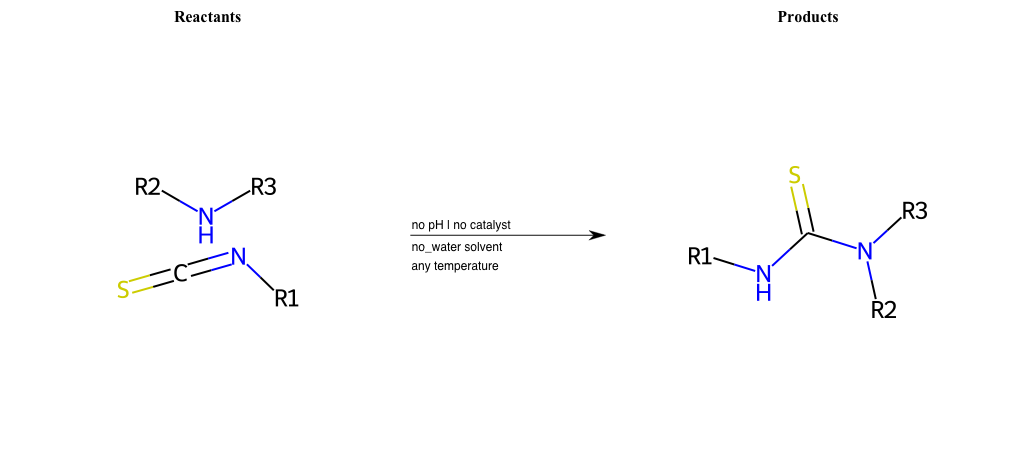 Reactants
Products
R2
R3
N
H
S
C
N
R1
no pH | no catalyst
no_water solvent
any temperature
S
R3
R1
N
H
N
R2